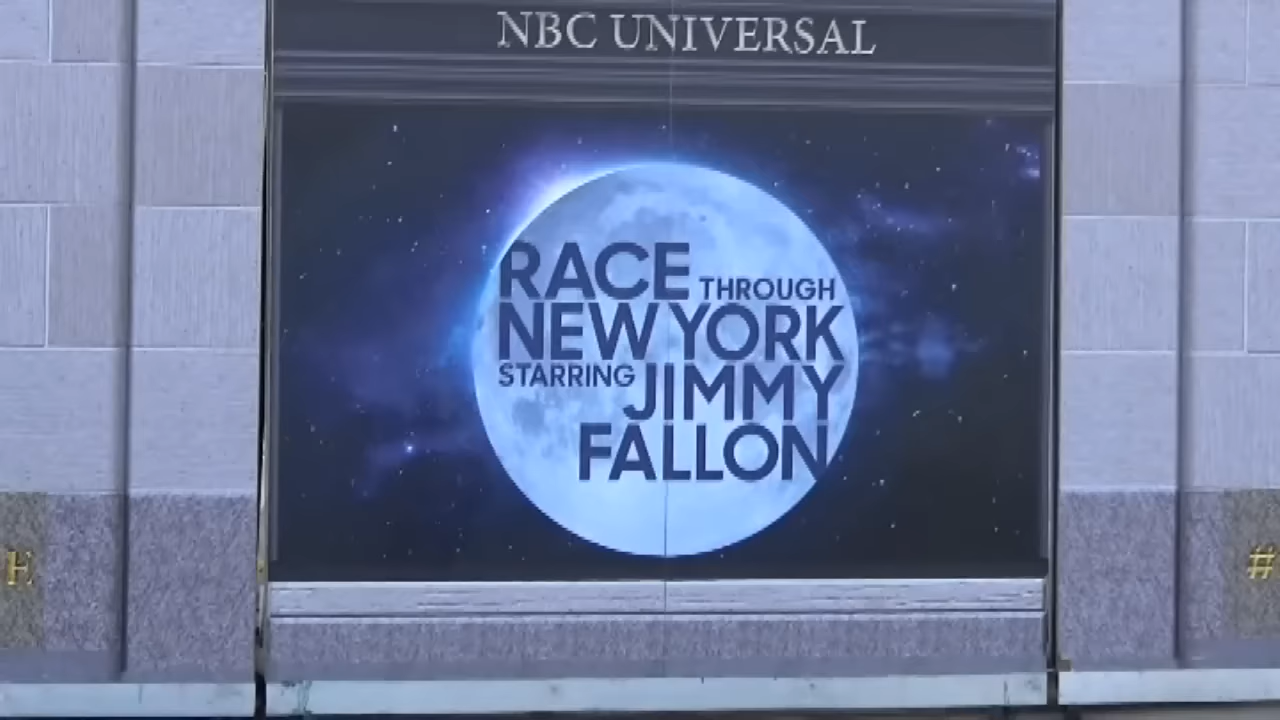 NBC UNIVERSAL
RACE THROUGH
NEW YORK
STARRING JIMMY
FALLON
H
#